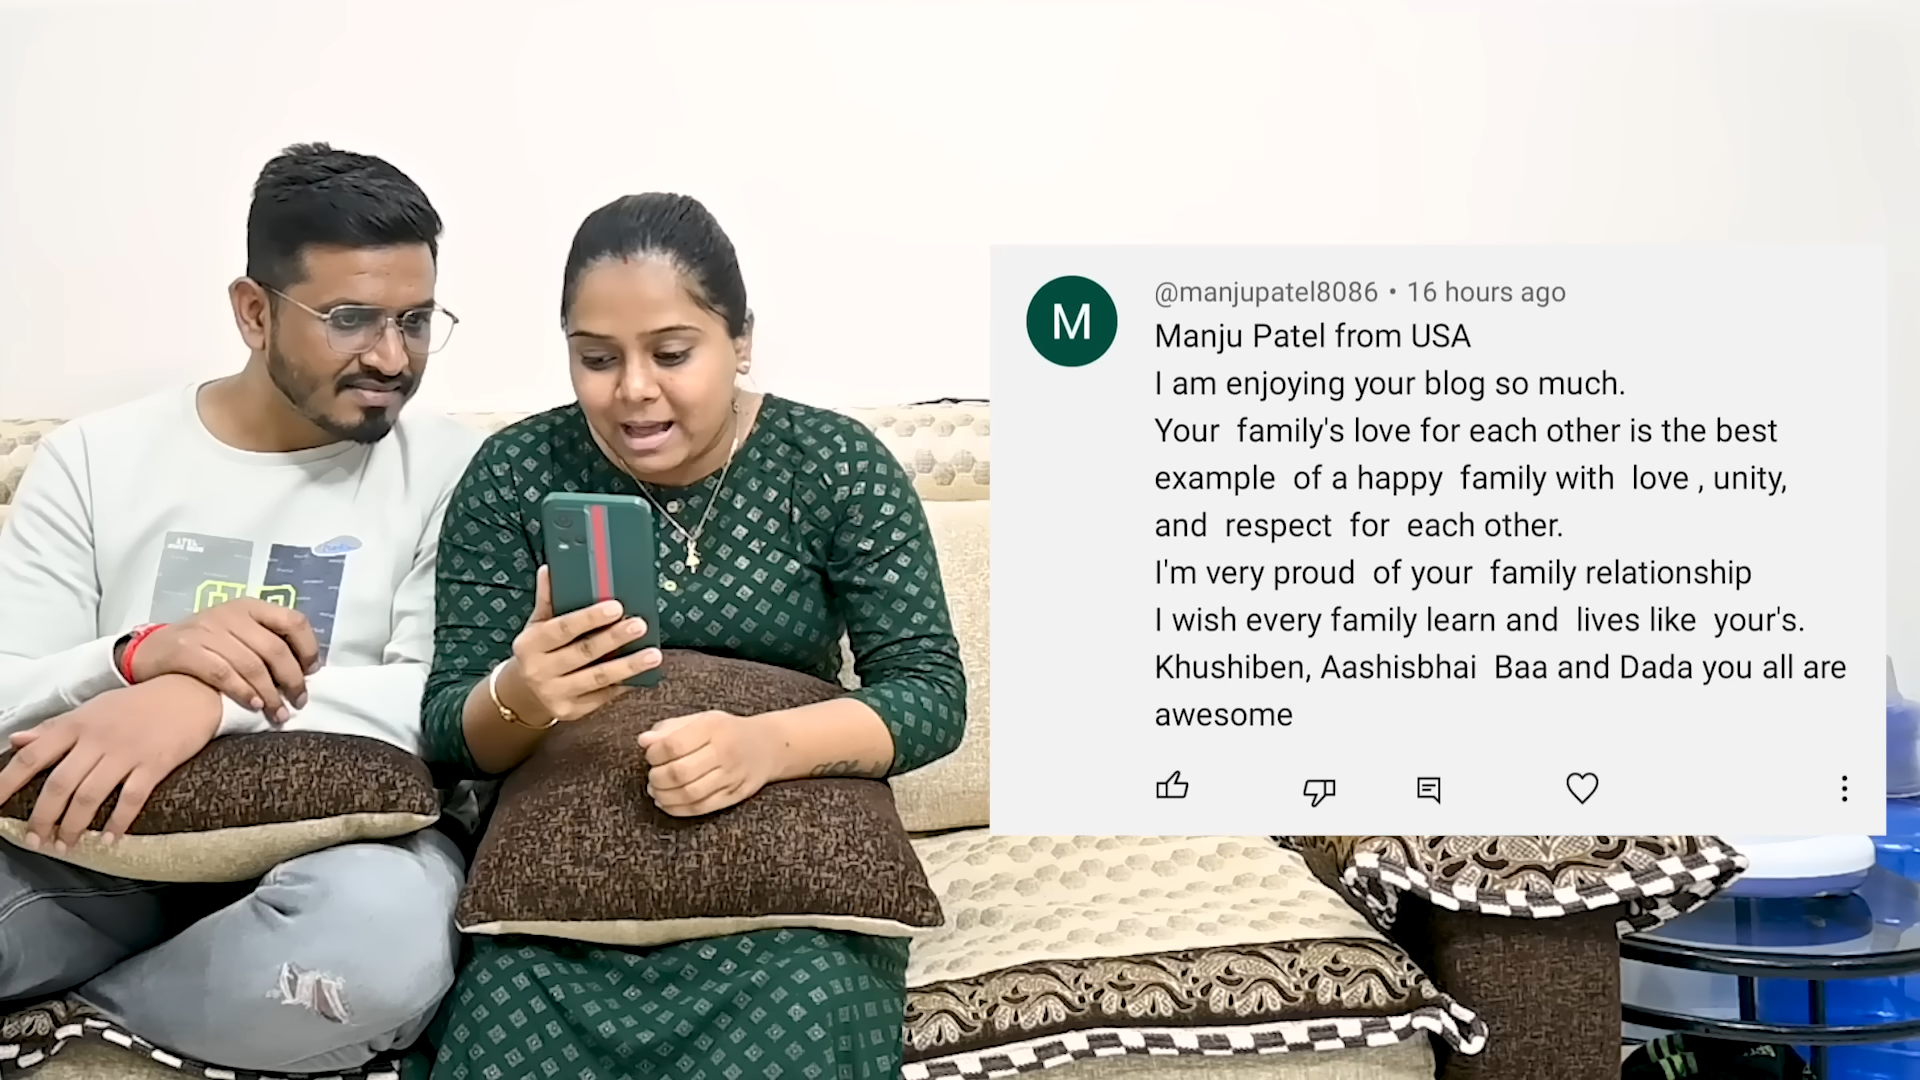 M
@manjupatel8086 • 16 hours ago
Manju Patel from USA
I am enjoying your blog so much.
Your  family's love for each other is the best
example  of a happy  family with  love , unity,
and  respect  for  each other.
I'm very proud  of your  family relationship
I wish every family learn and  lives like  your's.
Khushiben, Aashisbhai  Baa and Dada you all are
awesome